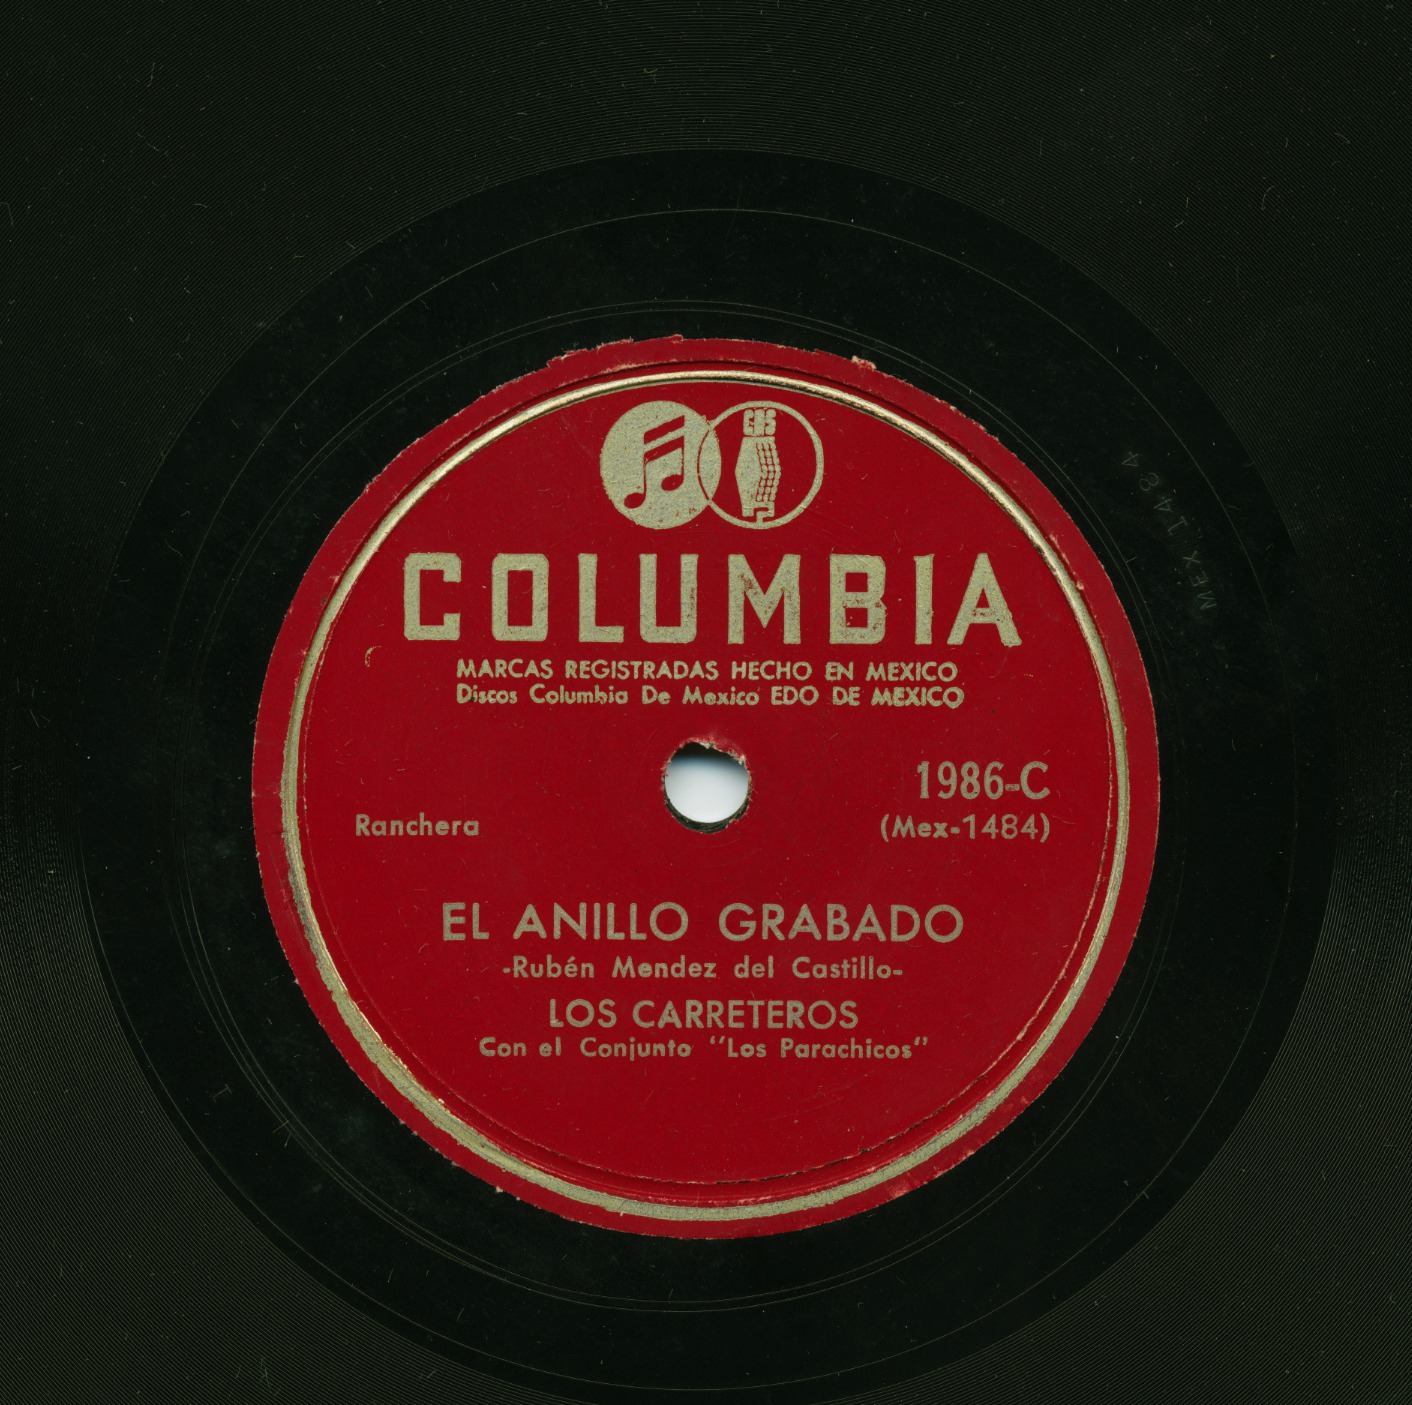 CBS
COLUMBIA
MARCAS REGISTRADAS HECHO EN MEXICO
Discos Columbia De Mexico EDO DE MEXICO
1986-C
Ranchera
(Mex-1484)
EL ANILLO GRABADO
-Rubén Mendez del Castillo-
LOS CARRETEROS
Con el Conjunto "Los Parachicos"
MEX 1484